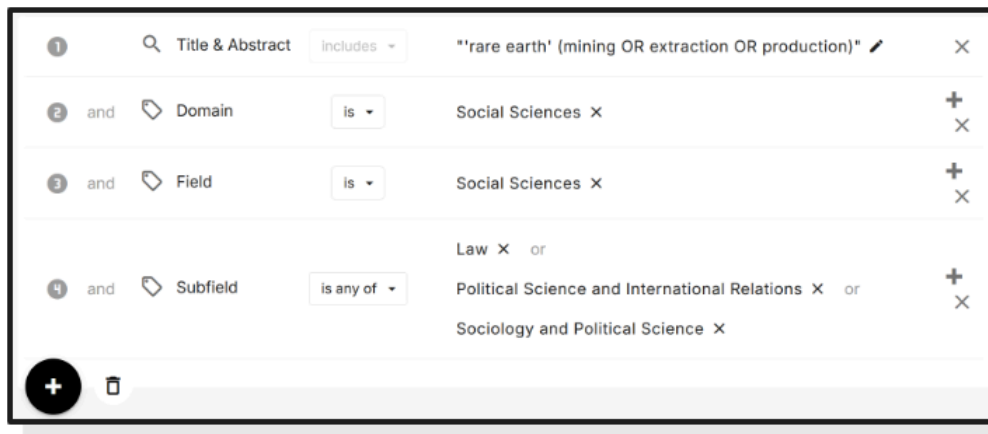 1 Title & Abstract includes "'rare earth' (mining OR extraction OR production)"
2 and Domain is Social Sciences
3 and Field is Social Sciences
Law or
4 and Subfield is any of Political Science and International Relations or
Sociology and Political Science